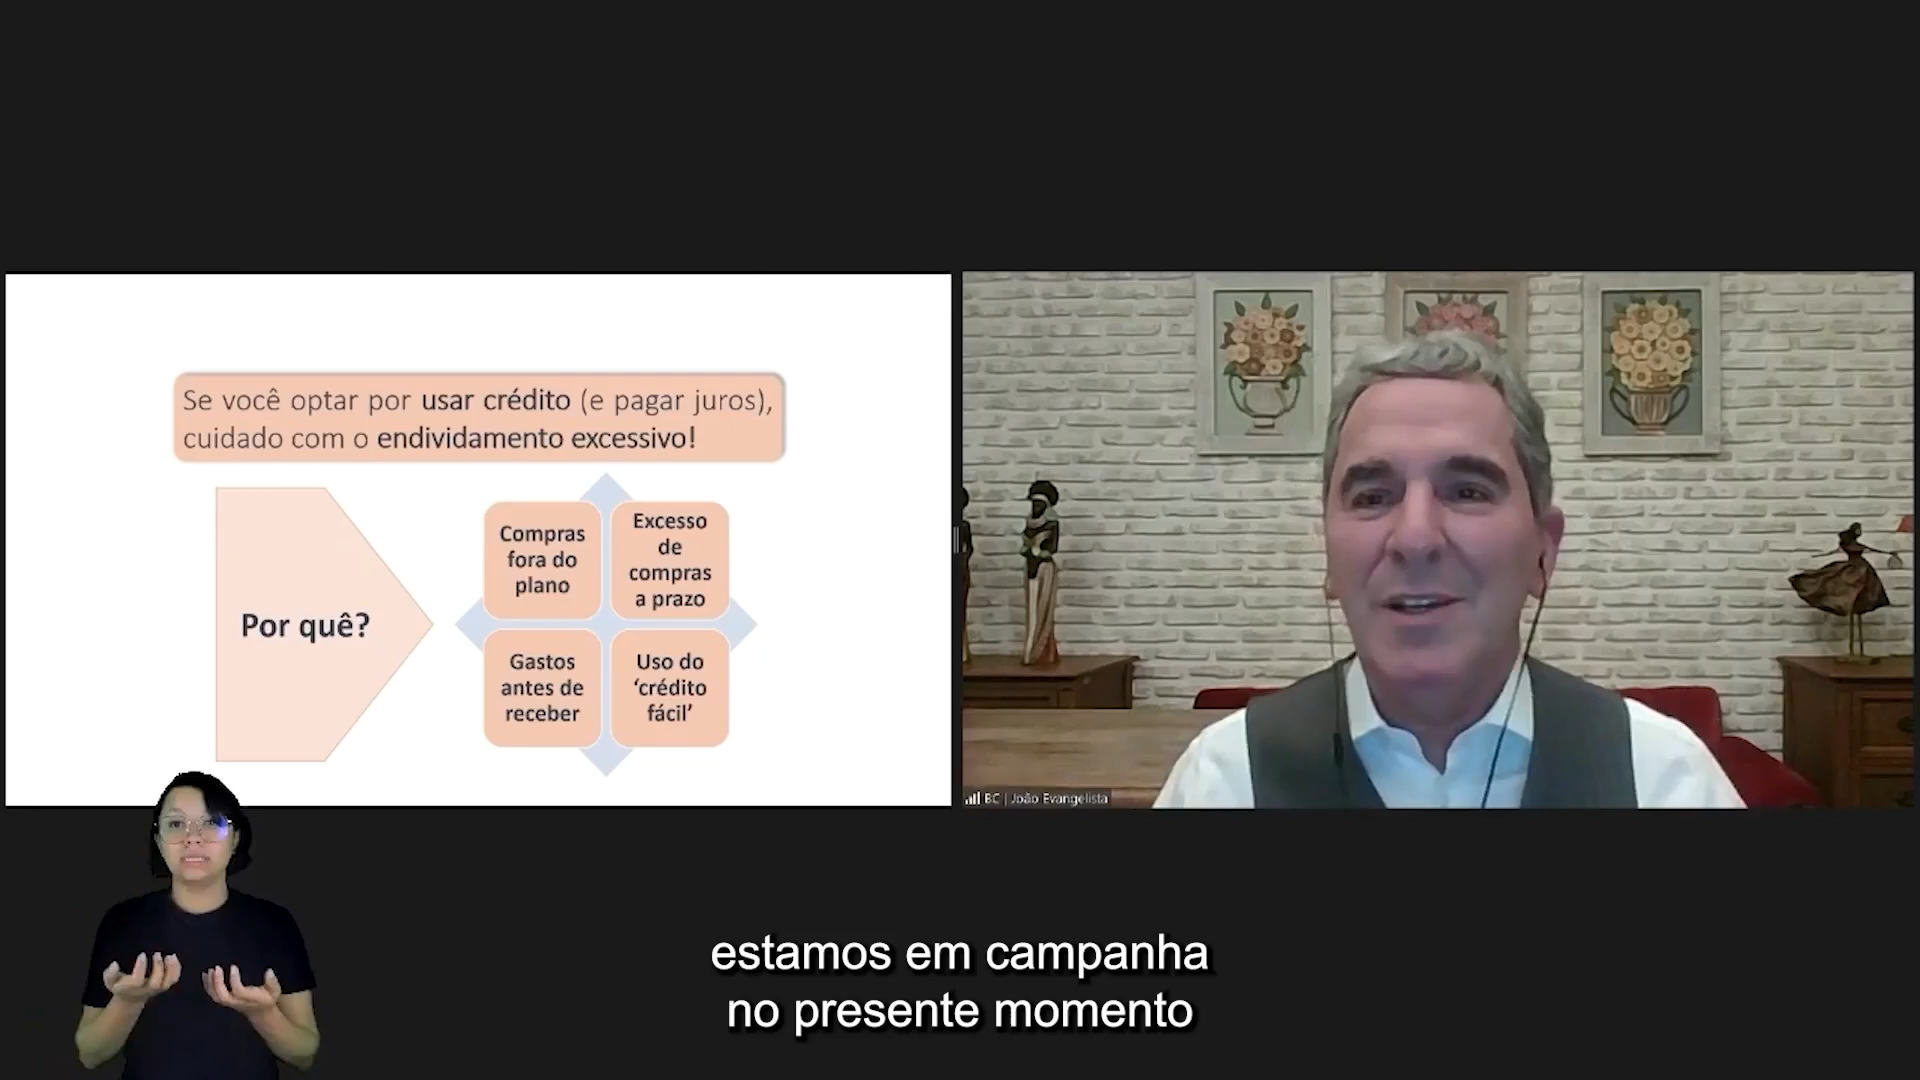 Se você optar por usar crédito (e pagar juros),
cuidado com o endividamento excessivo!
Por quê?
Compras
fora do
plano
Excesso
de
compras
a prazo
Gastos
antes de
receber
Uso do
‘crédito
fácil’
BC | João Evangelista
estamos em campanha
no presente momento